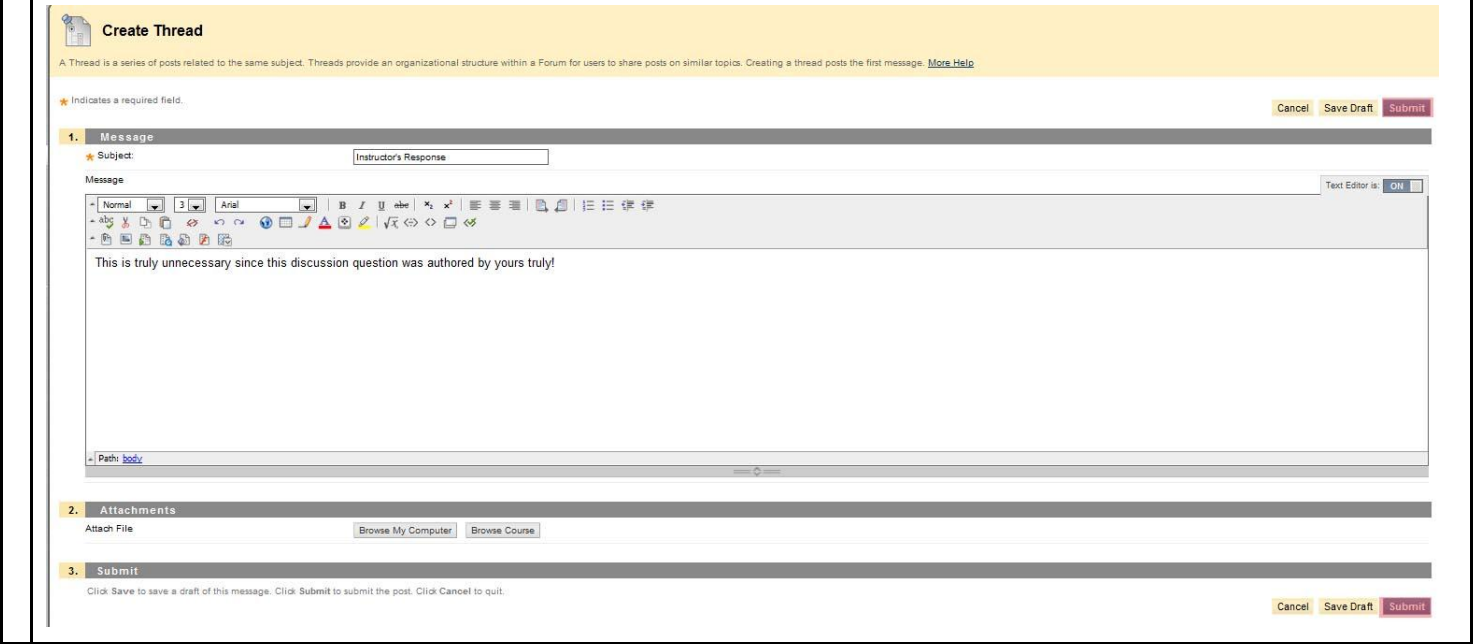 Create Thread
A Thread is a series of posts related to the same subject. Threads provide an organizational structure within a Forum for users to share posts on similar topics. Creating a thread posts the first message. More Help
Indicates a required field.
Cancel Save Draft Submit
1. Message
Subject: Instructor's Response
Message
Text Editor is: ON
Normal 3 Arial B I U abc x₂ x²
abc
This is truly unnecessary since this discussion question was authored by yours truly!
Path: body
2. Attachments
Attach File Browse My Computer Browse Course
3. Submit
Click Save to save a draft of this message. Click Submit to submit the post. Click Cancel to quit.
Cancel Save Draft Submit